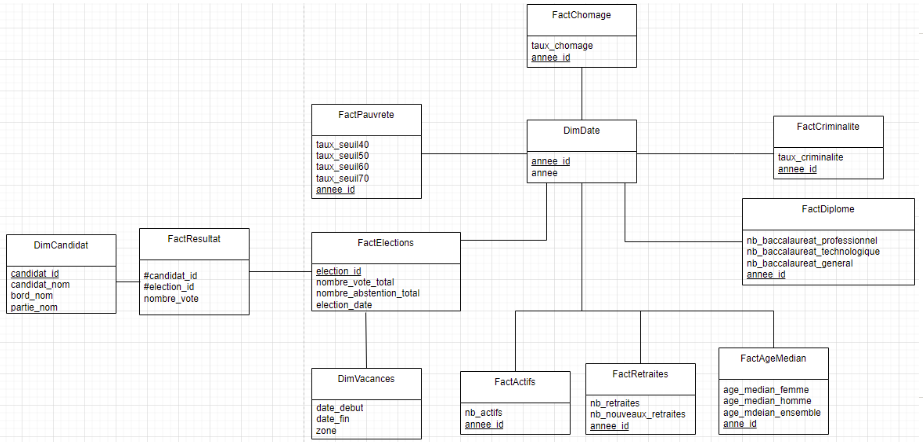 FactChomage
taux_chomage
annee_id
FactPauvrete
taux_seuil40
taux_seuil50
taux_seuil60
taux_seuil70
annee_id
DimDate
annee_id
annee
FactCriminalite
taux_criminalite
annee_id
FactDiplome
nb_baccalaureat_professionnel
nb_baccalaureat_technologique
nb_baccalaureat_general
annee_id
DimCandidat
candidat_id
candidat_nom
bord_nom
partie_nom
FactResultat
#candidat_id
#election_id
nombre_vote
FactElections
election_id
nombre_vote_total
nombre_abstention_total
election_date
DimVacances
date_debut
date_fin
zone
FactActifs
nb_actifs
annee_id
FactRetraites
nb_retraites
nb_nouveaux_retraites
annee_id
FactAgeMedian
age_median_femme
age_median_homme
age_mdeian_ensemble
anne_id